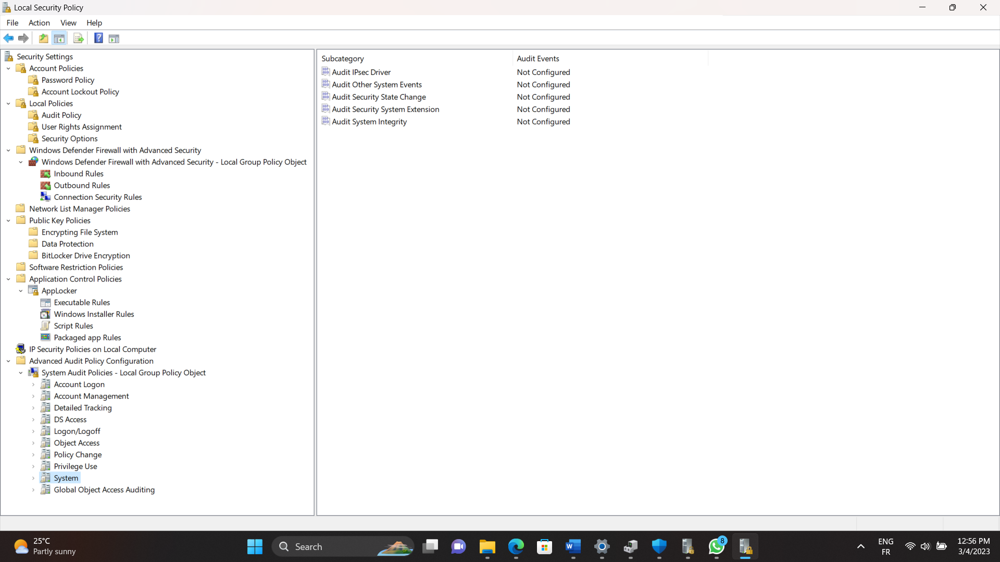 Local Security Policy
File Action View Help
Security Settings
Account Policies
Password Policy
Account Lockout Policy
Local Policies
Audit Policy
User Rights Assignment
Security Options
Windows Defender Firewall with Advanced Security
Windows Defender Firewall with Advanced Security - Local Group Policy Object
Inbound Rules
Outbound Rules
Connection Security Rules
Network List Manager Policies
Public Key Policies
Encrypting File System
Data Protection
BitLocker Drive Encryption
Software Restriction Policies
Application Control Policies
AppLocker
Executable Rules
Windows Installer Rules
Script Rules
Packaged app Rules
IP Security Policies on Local Computer
Advanced Audit Policy Configuration
System Audit Policies - Local Group Policy Object
Account Logon
Account Management
Detailed Tracking
DS Access
Logon/Logoff
Object Access
Policy Change
Privilege Use
System
Global Object Access Auditing
Subcategory Audit Events
Audit IPsec Driver Not Configured
Audit Other System Events Not Configured
Audit Security State Change Not Configured
Audit Security System Extension Not Configured
Audit System Integrity Not Configured
25°C
Partly sunny
Search
W
8
ENG
FR
12:56 PM
3/4/2023